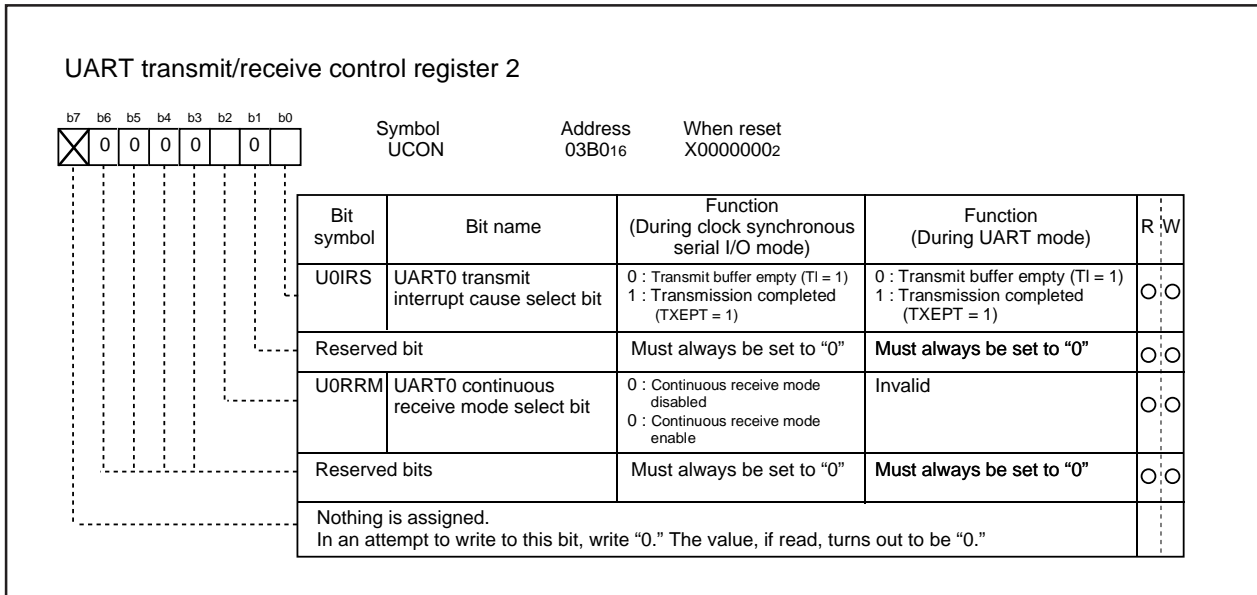 UART transmit/receive control register 2
b7 b6 b5 b4 b3 b2 b1 b0
0 0 0 0 0
Symbol Address When reset
UCON 03B016 X00000002
Bit symbol
Bit name
Function
(During clock synchronous
serial I/O mode)
Function
(During UART mode)
R W
U0IRS
UART0 transmit
interrupt cause select bit
0 : Transmit buffer empty (TI = 1)
1 : Transmission completed
(TXEPT = 1)
0 : Transmit buffer empty (TI = 1)
1 : Transmission completed
(TXEPT = 1)
Reserved bit
Must always be set to “0”
Must always be set to “0”
U0RRM
UART0 continuous
receive mode select bit
0 : Continuous receive mode
disabled
0 : Continuous receive mode
enable
Invalid
Reserved bits
Must always be set to “0”
Must always be set to “0”
Nothing is assigned.
In an attempt to write to this bit, write “0.” The value, if read, turns out to be “0.”